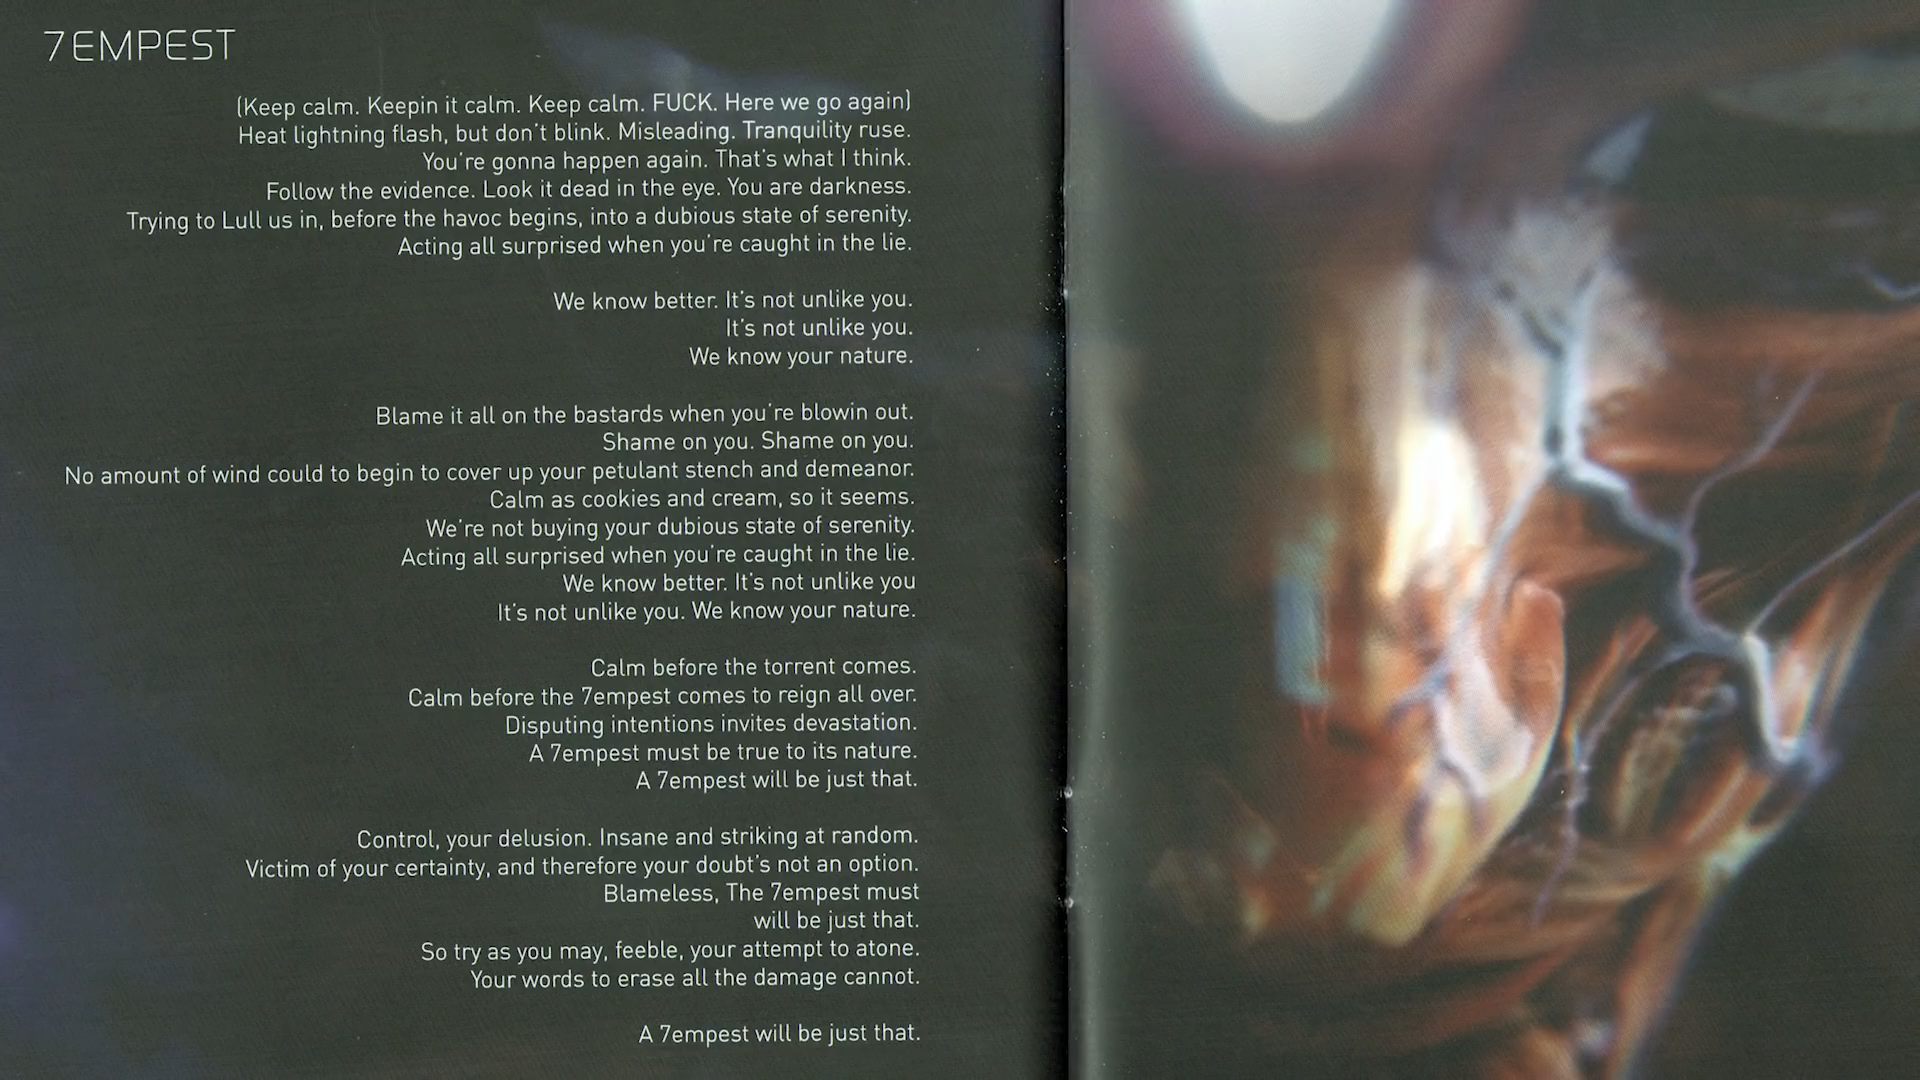 7EMPEST
(Keep calm. Keepin it calm. Keep calm. FUCK. Here we go again)
Heat lightning flash, but don't blink. Misleading. Tranquility ruse.
You're gonna happen again. That's what I think.
Follow the evidence. Look it dead in the eye. You are darkness.
Trying to Lull us in, before the havoc begins, into a dubious state of serenity.
Acting all surprised when you're caught in the lie.
We know better. It's not unlike you.
It's not unlike you.
We know your nature.
Blame it all on the bastards when you're blowin out.
Shame on you. Shame on you.
No amount of wind could to begin to cover up your petulant stench and demeanor.
Calm as cookies and cream, so it seems.
We're not buying your dubious state of serenity.
Acting all surprised when you're caught in the lie.
We know better. It's not unlike you
It's not unlike you. We know your nature.
Calm before the torrent comes.
Calm before the 7empest comes to reign all over.
Disputing intentions invites devastation.
A 7empest must be true to its nature.
A 7empest will be just that.
Control, your delusion. Insane and striking at random.
Victim of your certainty, and therefore your doubt's not an option.
Blameless, The 7empest must
will be just that.
So try as you may, feeble, your attempt to atone.
Your words to erase all the damage cannot.
A 7empest will be just that.